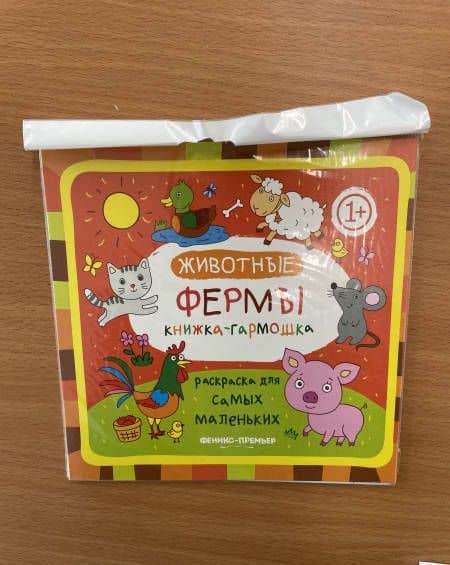 1+
ЖИВОТНЫЕ
ФЕРМЫ
книжка-гармошка
раскраска для
самых
маленьких
ФЕНИКС-ПРЕМЬЕР